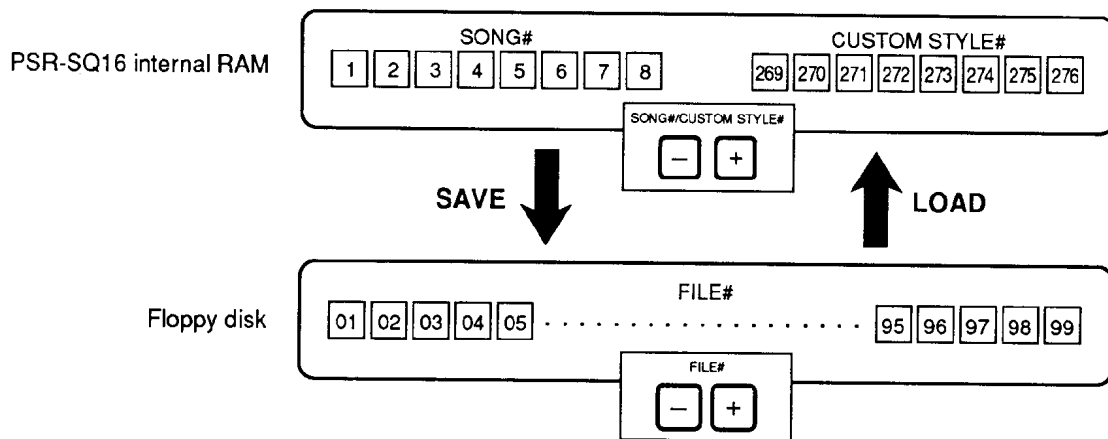 SONG# CUSTOM STYLE#
PSR-SQ16 internal RAM 1 2 3 4 5 6 7 8 269 270 271 272 273 274 275 276
SONG#/CUSTOM STYLE#
− +
SAVE LOAD
FILE#
Floppy disk 01 02 03 04 05 . . . . . . . . . . . . . . . . . . . . . 95 96 97 98 99
FILE#
− +